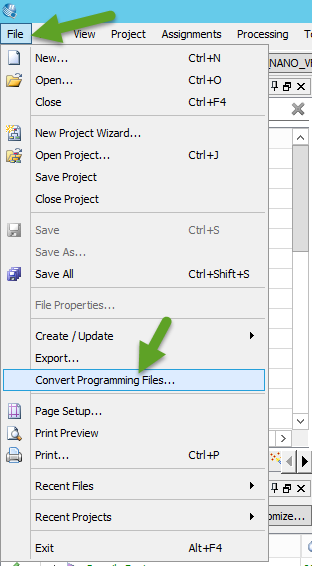 File View Project Assignments Processing
New... Ctrl+N
_NANO_VE
Open... Ctrl+O
Close Ctrl+F4
New Project Wizard...
Open Project... Ctrl+J
Save Project
Close Project
Save Ctrl+S
Save As...
Save All Ctrl+Shift+S
File Properties...
Create / Update
Export...
Convert Programming Files...
Page Setup...
Print Preview
Print... Ctrl+P
Recent Files
Recent Projects
omize...
Exit Alt+F4